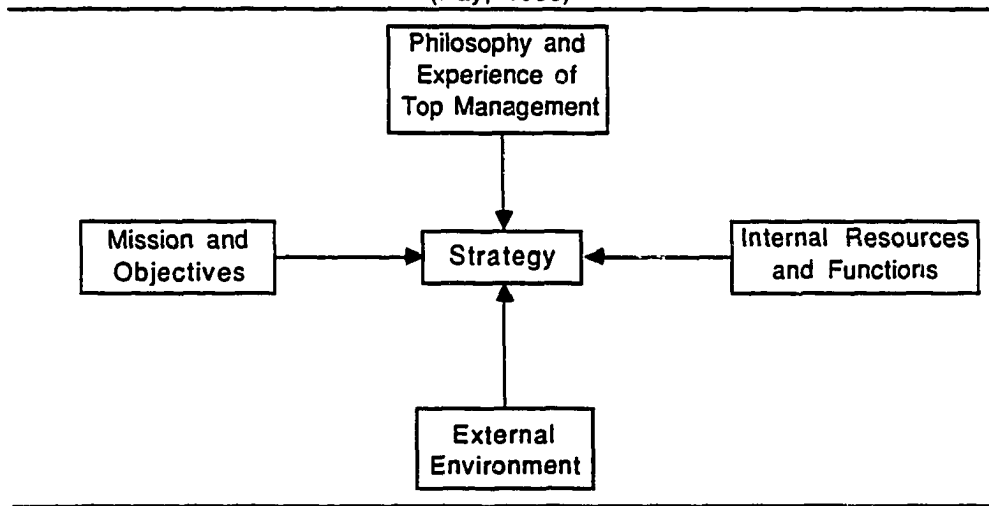 Philosophy and
Experience of
Top Management
Mission and
Objectives
Strategy
Internal Resources
and Functions
External
Environment